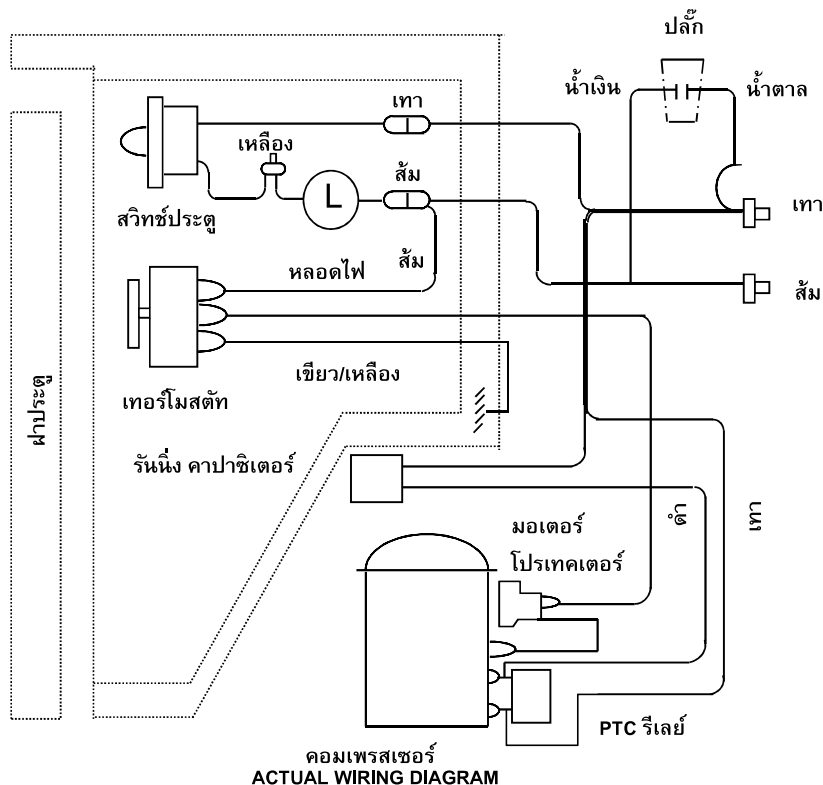 ปลั๊ก
น้ำเงิน
น้ำตาล
เทา
เหลือง
L
ส้ม
เทา
สวิทช์ประตู
หลอดไฟ
ส้ม
ส้ม
เขียว/เหลือง
เทอร์โมสตัท
ฝาประตู
รันนิ่ง คาปาซิเตอร์
ดำ
เทา
มอเตอร์
โปรเทคเตอร์
PTC รีเลย์
คอมเพรสเซอร์
ACTUAL WIRING DIAGRAM